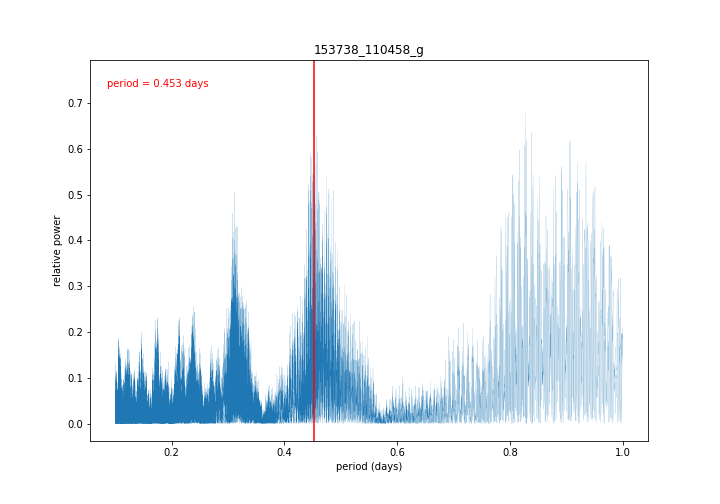 153738_110458_g
period = 0.453 days
0.7
0.6
0.5
0.4
0.3
0.2
0.1
0.0
relative power
0.2 0.4 0.6 0.8 1.0
period (days)